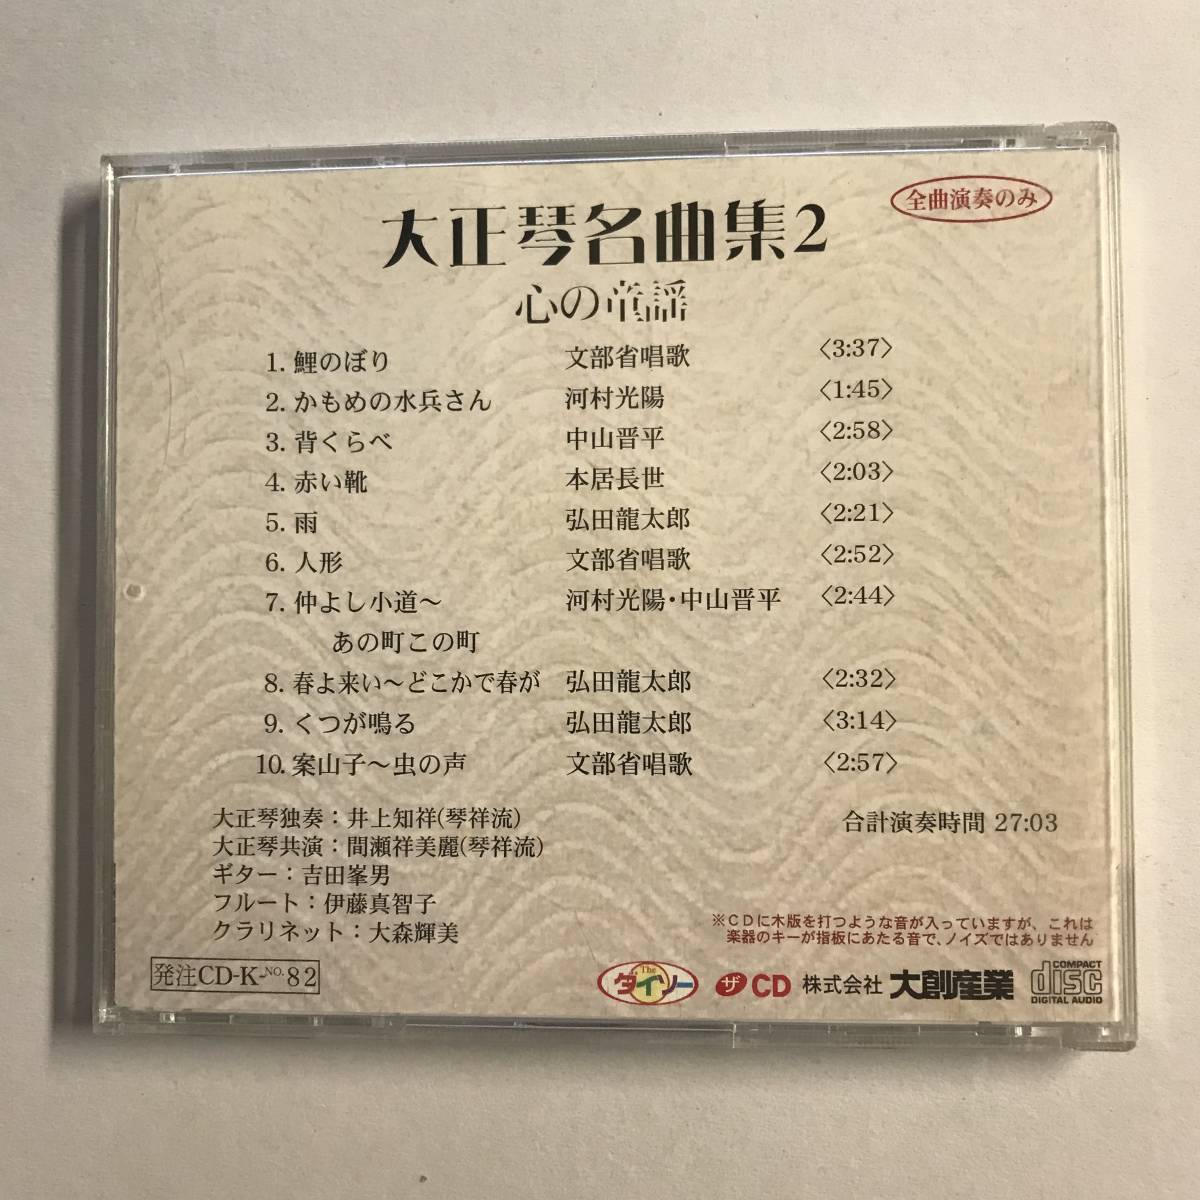 全曲演奏のみ
大正琴名曲集2
心の童謡
1. 鯉のぼり 文部省唱歌 〈3:37〉
2. かもめの水兵さん 河村光陽 〈1:45〉
3. 背くらべ 中山晋平 〈2:58〉
4. 赤い靴 本居長世 〈2:03〉
5. 雨 弘田龍太郎 〈2:21〉
6. 人形 文部省唱歌 〈2:52〉
7. 仲よし小道～ 河村光陽・中山晋平 〈2:44〉
あの町この町
8. 春よ来い～どこかで春が 弘田龍太郎 〈2:32〉
9. くつが鳴る 弘田龍太郎 〈3:14〉
10. 案山子～虫の声 文部省唱歌 〈2:57〉
大正琴独奏：井上知祥(琴祥流)
大正琴共演：間瀬祥美麗(琴祥流)
ギター：吉田峯男
フルート：伊藤真智子
クラリネット：大森輝美
合計演奏時間 27:03
※ＣＤに木版を打つような音が入っていますが、これは
楽器のキーが指板にあたる音で、ノイズではありません
発注CD-K-NO.82
The ダイソー ザCD 株式会社 大創産業 COMPACT disc DIGITAL AUDIO